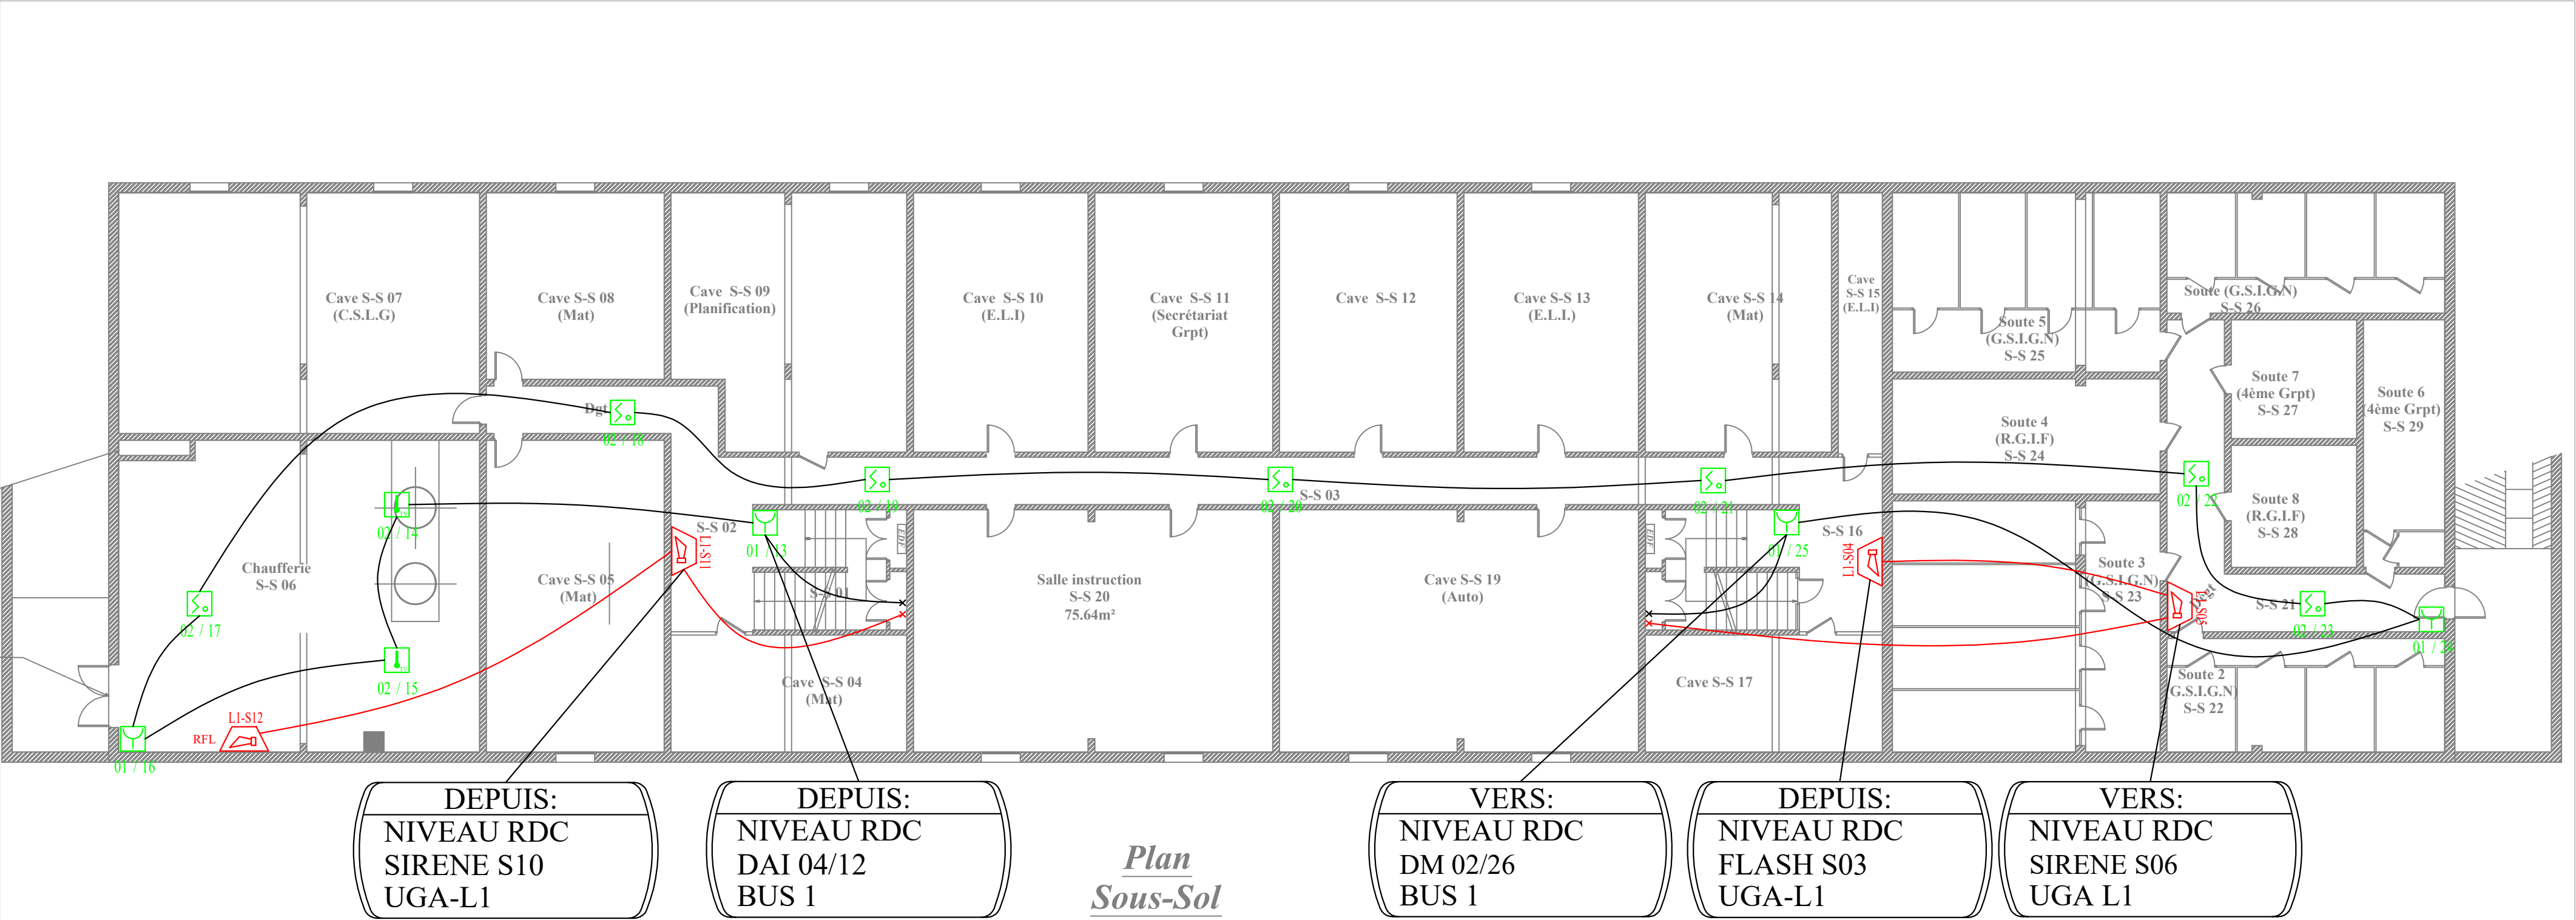 Cave S-S 07
(C.S.L.G)
Cave S-S 08
(Mat)
Cave S-S 09
(Planification)
Cave S-S 10
(E.L.I)
Cave S-S 11
(Secrétariat
Grpt)
Cave S-S 12
Cave S-S 13
(E.L.I.)
Cave S-S 14
(Mat)
Cave
S-S 15
(E.L.I)
Soute 5
(G.S.I.G.N)
S-S 25
Soute (G.S.I.G.N)
S-S 26
Soute 7
(4ème Grpt)
S-S 27
Soute 6
(4ème Grpt)
S-S 29
Soute 4
(R.G.I.F)
S-S 24
Soute 8
(R.G.I.F)
S-S 28
Dgt
02 / 18
02 / 19
02 / 20
S-S 03
02 / 21
02 / 22
02 / 14
S-S 02
L1-S11
01 / 13
EDF
EDF
01 / 25
S-S 16
L1-S04
Chaufferie
S-S 06
Cave S-S 05
(Mat)
S-S 01
Salle instruction
S-S 20
75.64m²
Cave S-S 19
(Auto)
Soute 3
(G.S.I.G.N)
S-S 23
L1-S05
S-S 21
02 / 23
01 / 24
02 / 17
02 / 15
Cave S-S 04
(Mat)
Cave S-S 17
Soute 2
G.S.I.G.N)
S-S 22
L1-S12
RFL
01 / 16
DEPUIS:
NIVEAU RDC
SIRENE S10
UGA-L1
DEPUIS:
NIVEAU RDC
DAI 04/12
BUS 1
Plan
Sous-Sol
VERS:
NIVEAU RDC
DM 02/26
BUS 1
DEPUIS:
NIVEAU RDC
FLASH S03
UGA-L1
VERS:
NIVEAU RDC
SIRENE S06
UGA L1